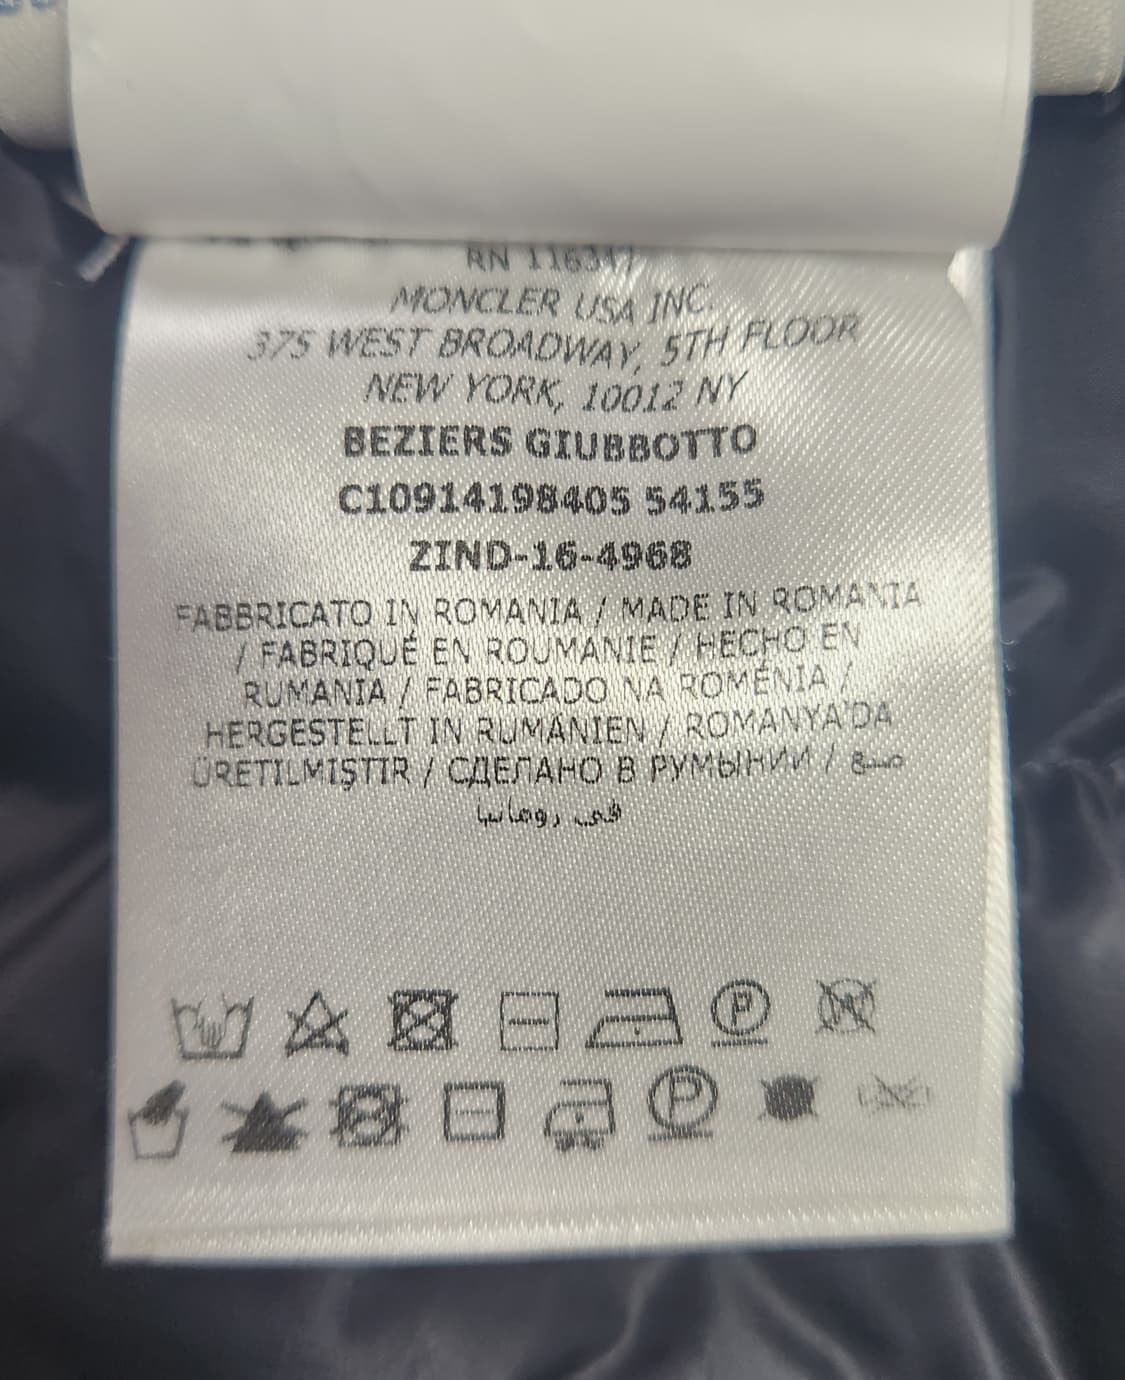 RN 116347
MONCLER USA INC.
375 WEST BROADWAY, 5TH FLOOR
NEW YORK, 10012 NY
BEZIERS GIUBBOTTO
C10914198405 54155
ZIND-16-4968
FABBRICATO IN ROMANIA / MADE IN ROMANIA
/ FABRIQUÉ EN ROUMANIE / HECHO EN
RUMANIA / FABRICADO NA ROMÉNIA /
HERGESTELLT IN RUMÄNIEN / ROMANYA'DA
ÜRETILMIŞTIR / СДЕЛАНО В РУМЫНИИ / صنع
في رومانيا
P W
P